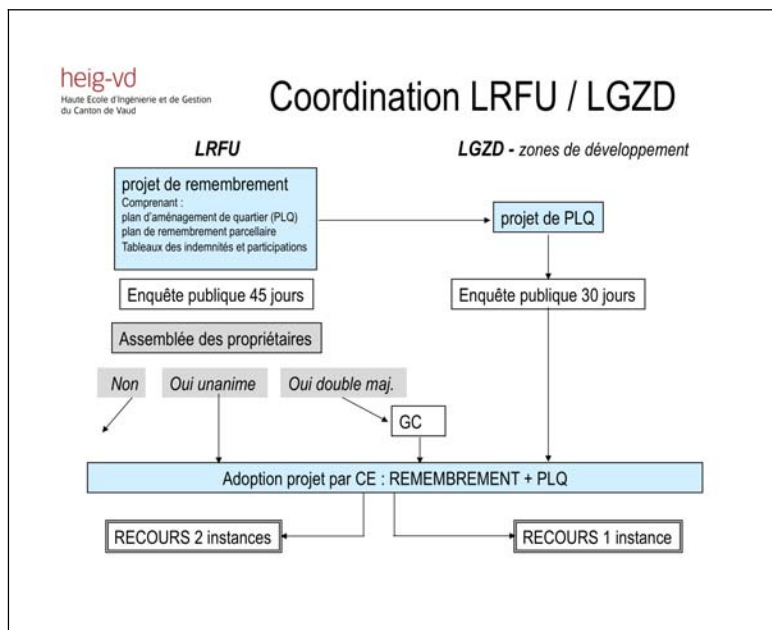 heig-vd
Haute Ecole d'Ingénierie et de Gestion
du Canton de Vaud
Coordination LRFU / LGZD
LRFU
LGZD - zones de développement
projet de remembrement
Comprenant :
plan d'aménagement de quartier (PLQ)
plan de remembrement parcellaire
Tableaux des indemnités et participations
projet de PLQ
Enquête publique 45 jours
Enquête publique 30 jours
Assemblée des propriétaires
Non
Oui unanime
Oui double maj.
GC
Adoption projet par CE : REMEMBREMENT + PLQ
RECOURS 2 instances
RECOURS 1 instance